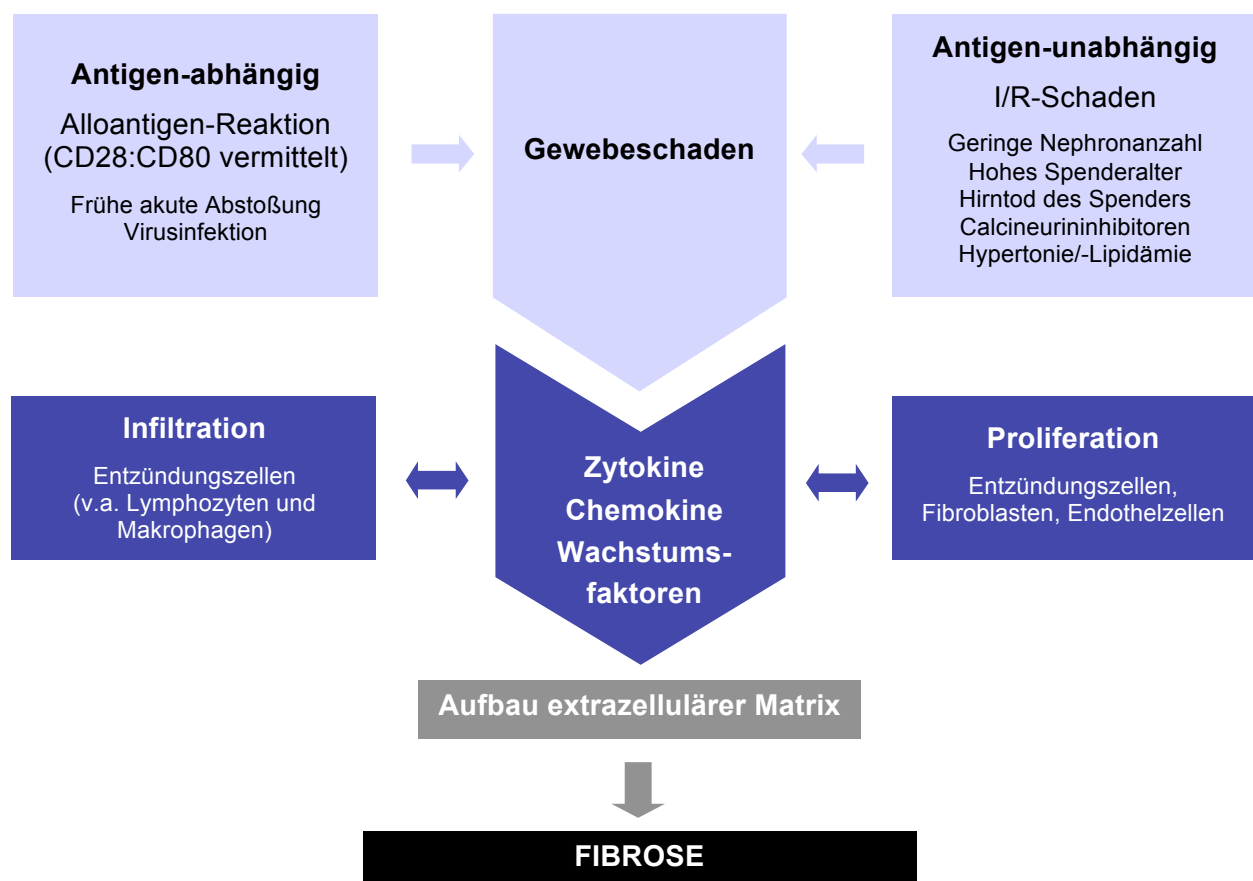 Antigen-abhängig
Alloantigen-Reaktion
(CD28:CD80 vermittelt)
Frühe akute Abstoßung
Virusinfektion
Gewebeschaden
Antigen-unabhängig
I/R-Schaden
Geringe Nephronanzahl
Hohes Spenderalter
Hirntod des Spenders
Calcineurininhibitoren
Hypertonie/-Lipidämie
Infiltration
Entzündungszellen
(v.a. Lymphozyten und
Makrophagen)
Zytokine
Chemokine
Wachstums-
faktoren
Proliferation
Entzündungszellen,
Fibroblasten, Endothelzellen
Aufbau extrazellulärer Matrix
FIBROSE